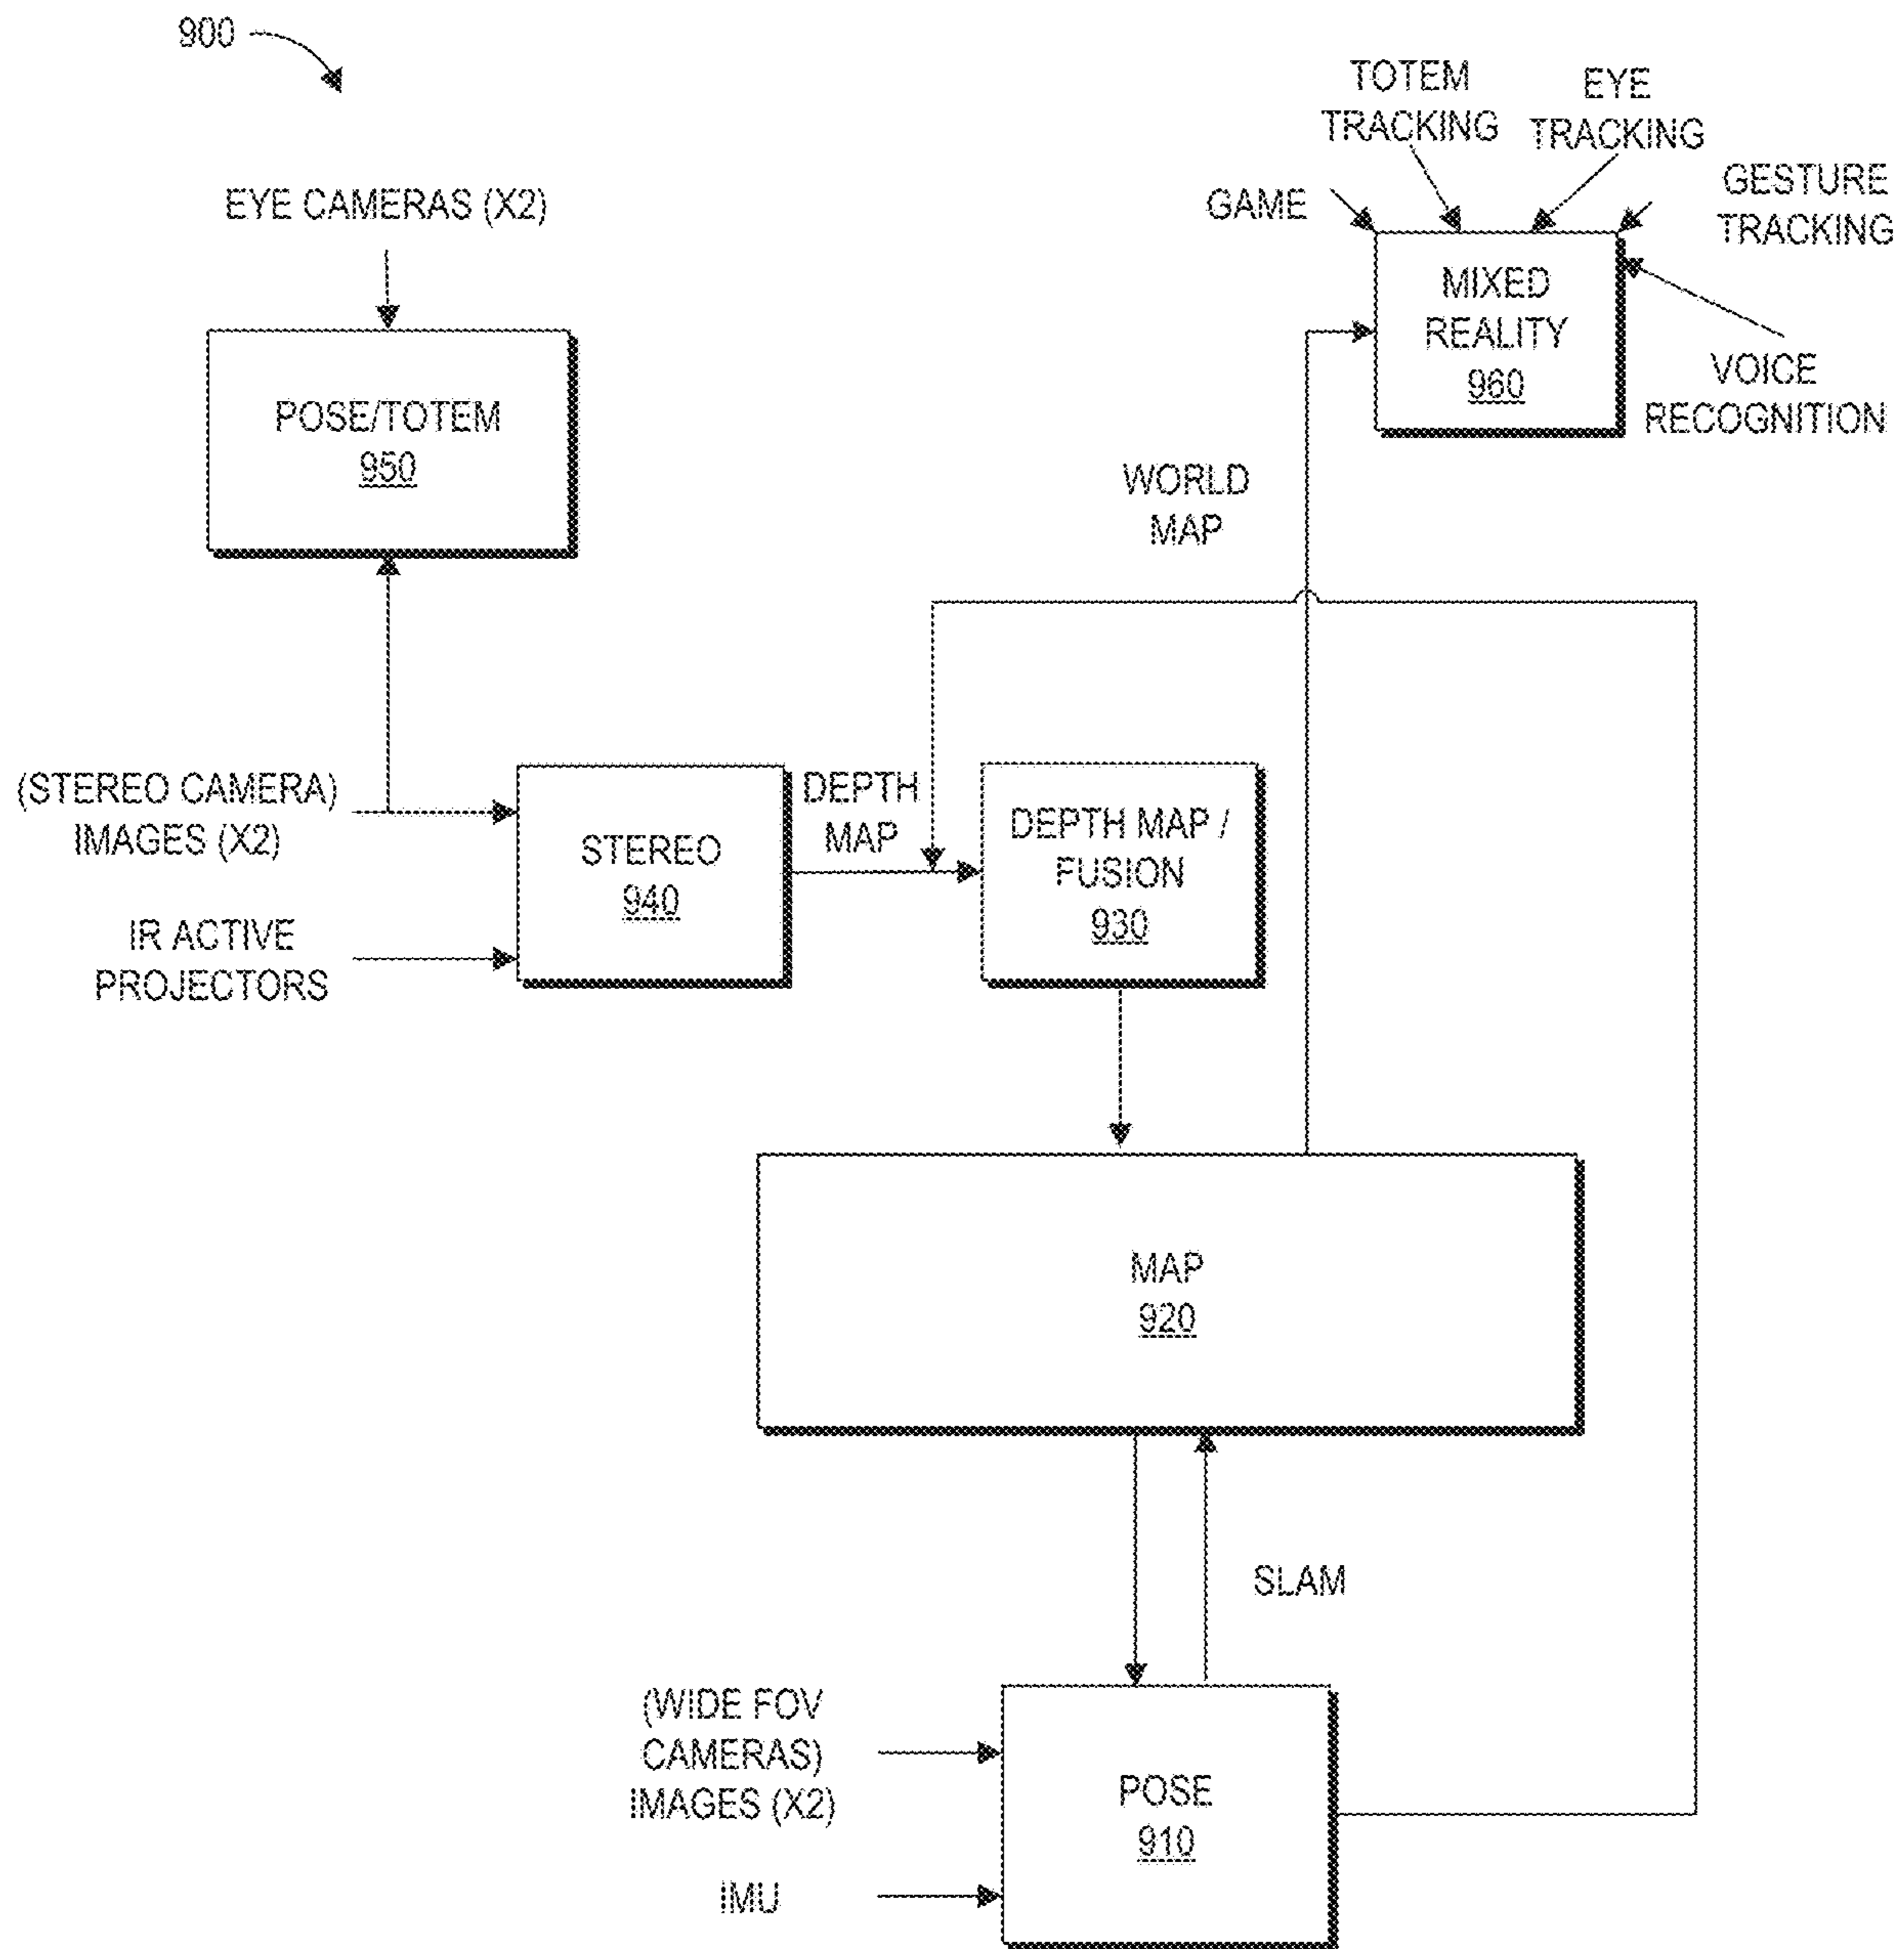 900
TOTEM
TRACKING
EYE
TRACKING
GAME
GESTURE
TRACKING
EYE CAMERAS (X2)
MIXED
REALITY
960
VOICE
RECOGNITION
POSE/TOTEM
950
WORLD
MAP
(STEREO CAMERA)
IMAGES (X2)
IR ACTIVE
PROJECTORS
STEREO
940
DEPTH
MAP
DEPTH MAP /
FUSION
930
MAP
920
SLAM
(WIDE FOV
CAMERAS)
IMAGES (X2)
IMU
POSE
910